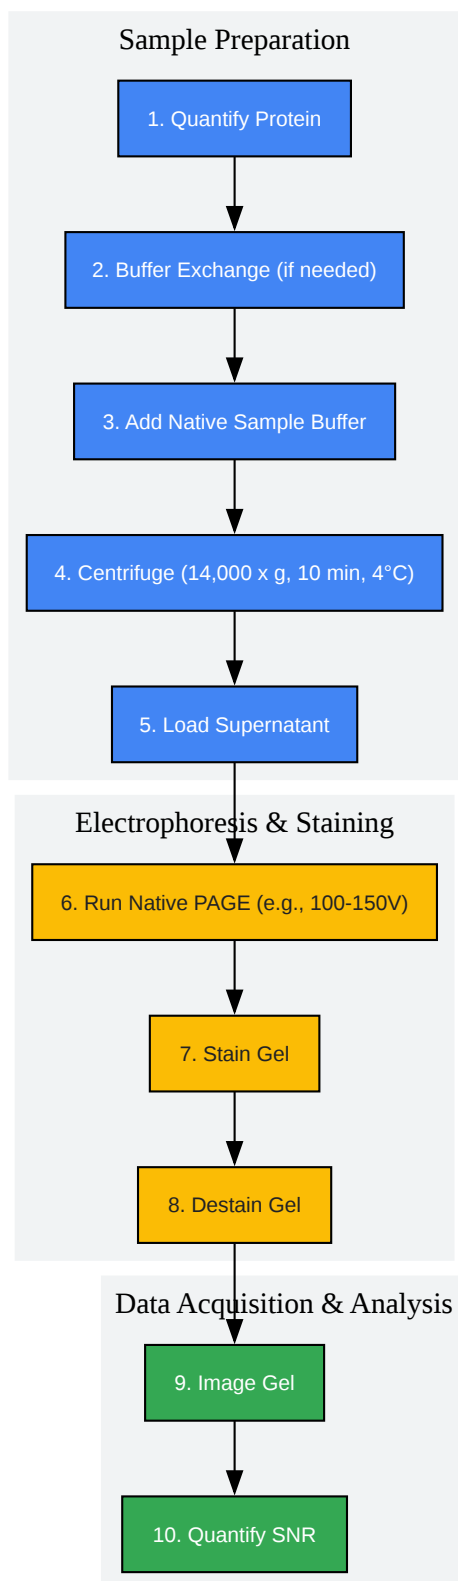 Sample Preparation
1. Quantify Protein
2. Buffer Exchange (if needed)
3. Add Native Sample Buffer
4. Centrifuge (14,000 x g, 10 min, 4°C)
5. Load Supernatant
Electrophoresis & Staining
6. Run Native PAGE (e.g., 100-150V)
7. Stain Gel
8. Destain Gel
Data Acquisition & Analysis
9. Image Gel
10. Quantify SNR